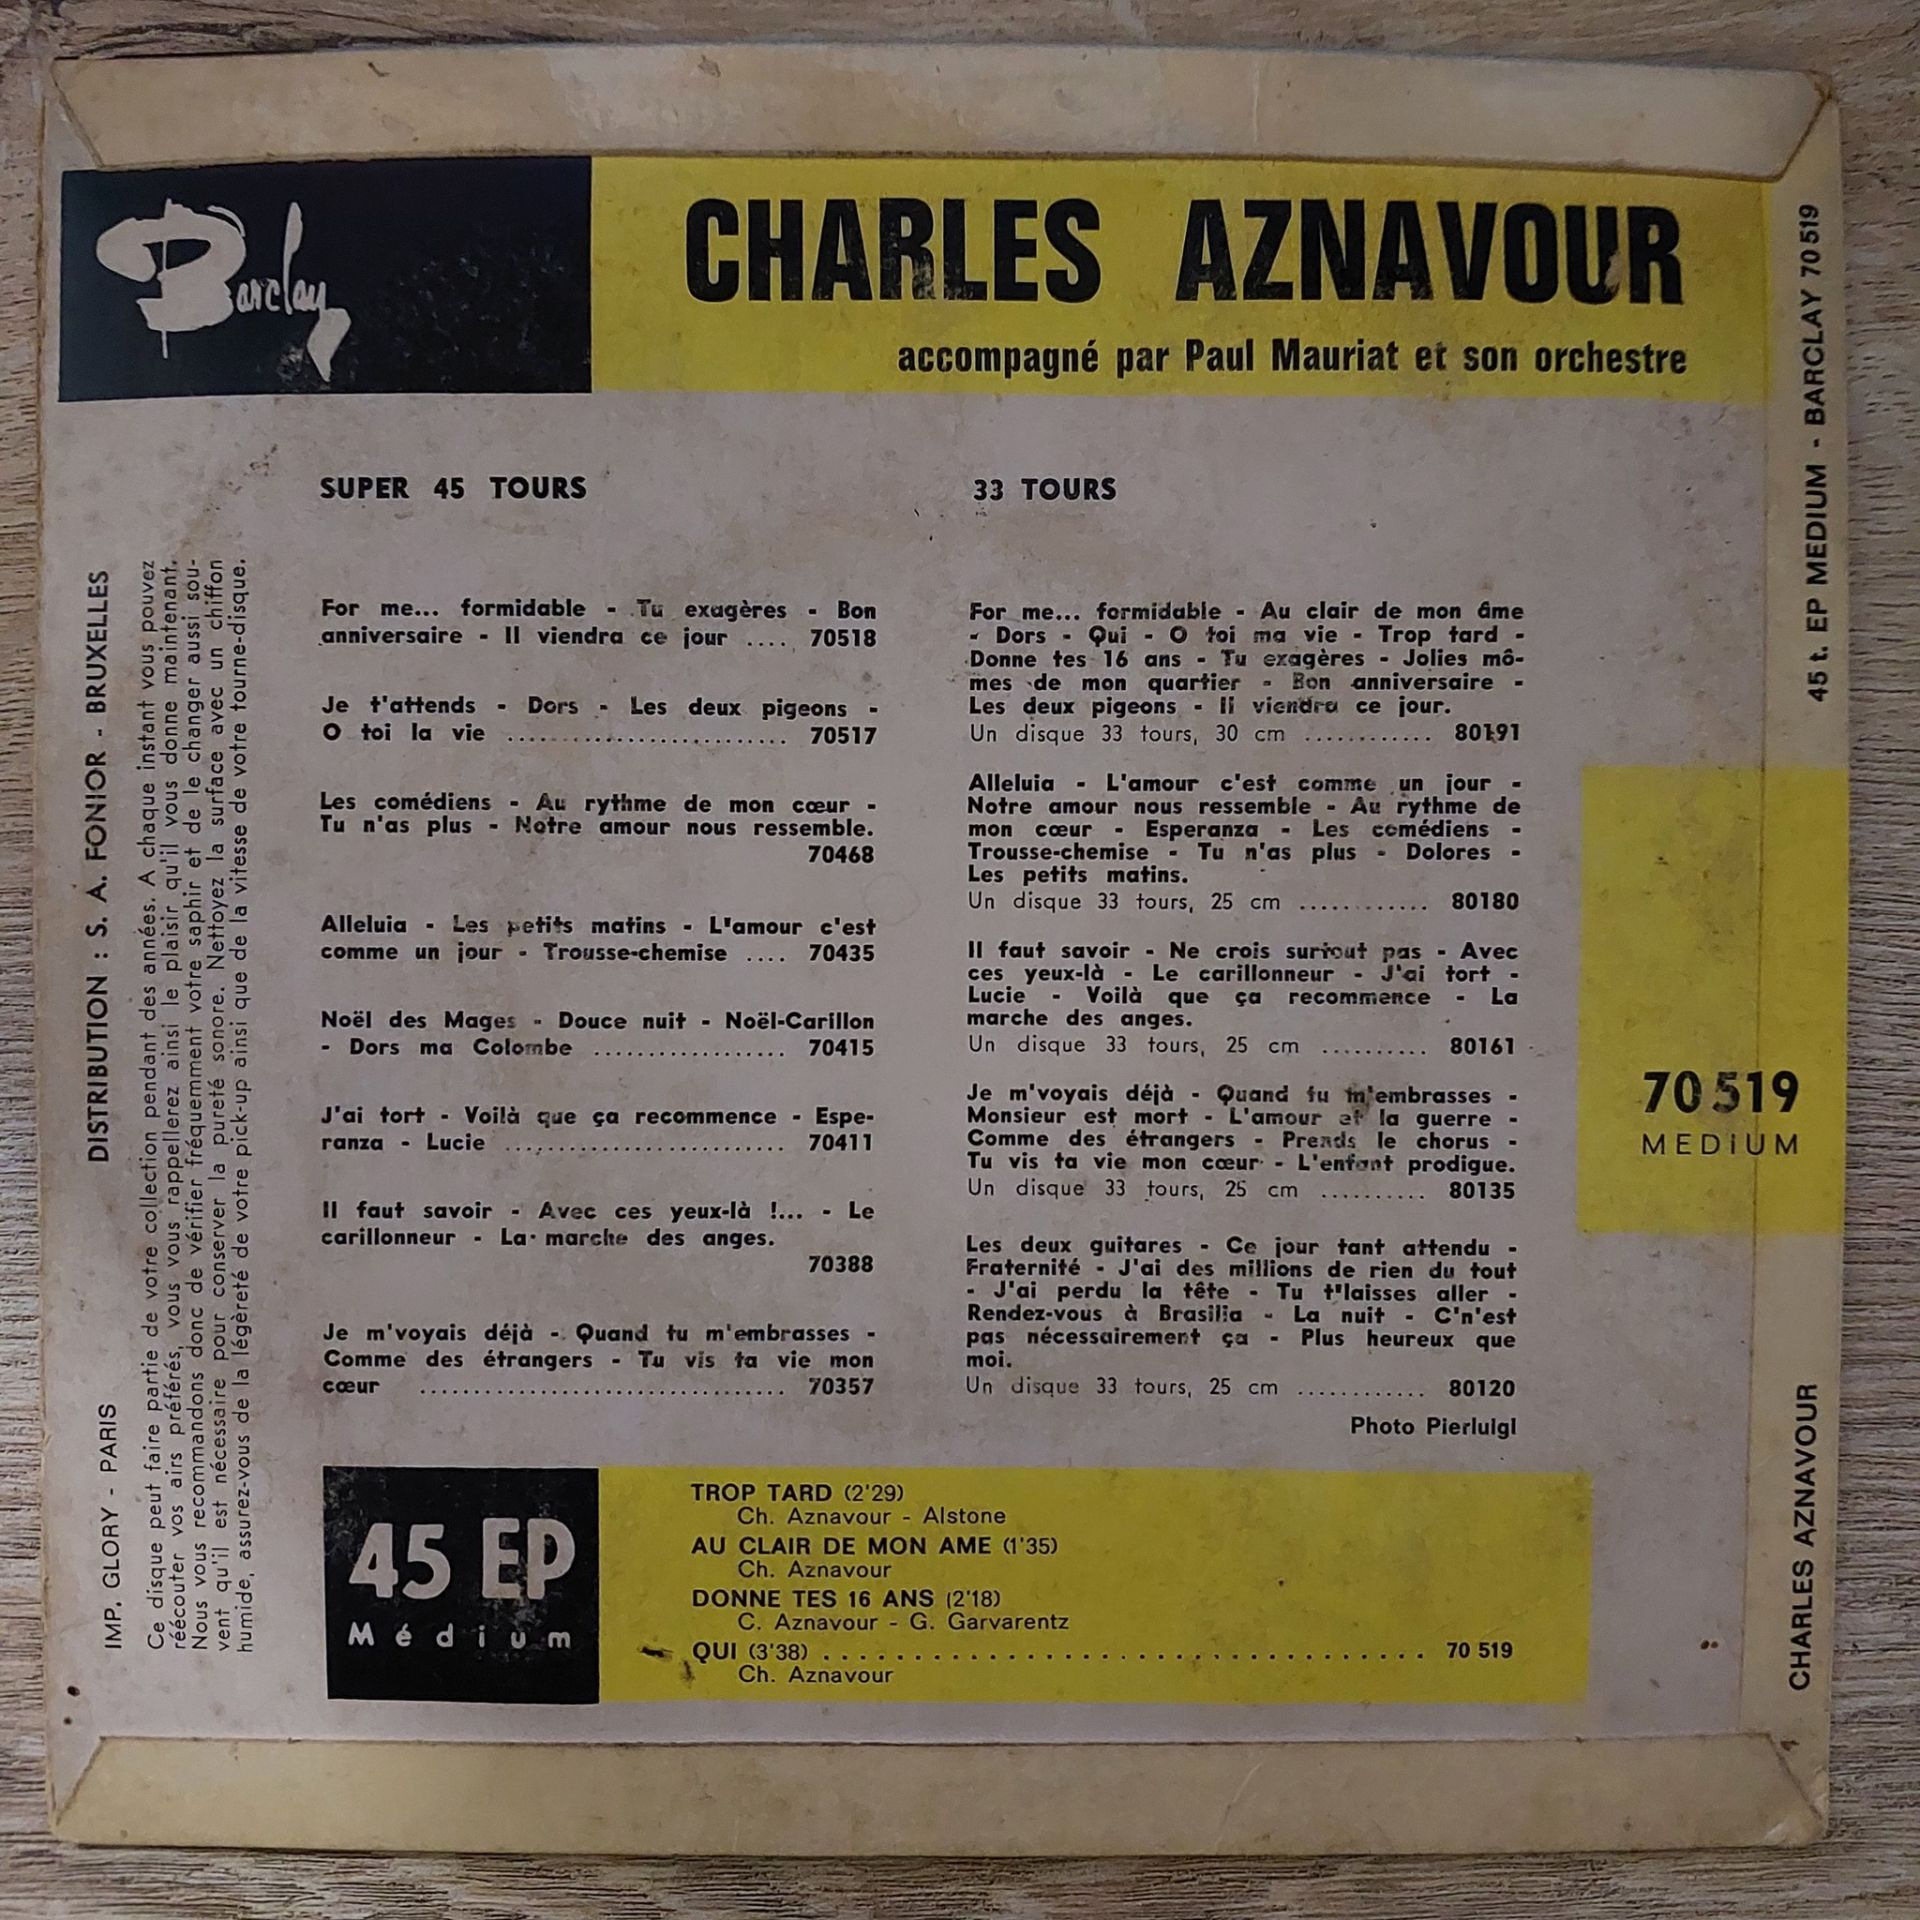 Barclay
CHARLES AZNAVOUR
accompagné par Paul Mauriat et son orchestre
SUPER 45 TOURS
For me... formidable - Tu exagères - Bon
anniversaire - Il viendra ce jour .... 70518
Je t'attends - Dors - Les deux pigeons -
O toi la vie .......................... 70517
Les comédiens - Au rythme de mon cœur -
Tu n'as plus - Notre amour nous ressemble.
70468
Alleluia - Les petits matins - L'amour c'est
comme un jour - Trousse-chemise .... 70435
Noël des Mages - Douce nuit - Noël-Carillon
- Dors ma Colombe .................. 70415
J'ai tort - Voilà que ça recommence - Espe-
ranza - Lucie .......................... 70411
Il faut savoir - Avec ces yeux-là !... - Le
carillonneur - La marche des anges.
70388
Je m'voyais déjà - Quand tu m'embrasses -
Comme des étrangers - Tu vis ta vie mon
cœur .................................. 70357
33 TOURS
For me... formidable - Au clair de mon âme
- Dors - Qui - O toi ma vie - Trop tard -
Donne tes 16 ans - Tu exagères - Jolies mô-
mes de mon quartier - Bon anniversaire -
Les deux pigeons - Il viendra ce jour.
Un disque 33 tours, 30 cm ............ 80191
Alleluia - L'amour c'est comme un jour -
Notre amour nous ressemble - Au rythme de
mon cœur - Esperanza - Les comédiens -
Trousse-chemise - Tu n'as plus - Dolores -
Les petits matins.
Un disque 33 tours, 25 cm ............ 80180
Il faut savoir - Ne crois surtout pas - Avec
ces yeux-là - Le carillonneur - J'ai tort -
Lucie - Voilà que ça recommence - La
marche des anges.
Un disque 33 tours, 25 cm .......... 80161
Je m'voyais déjà - Quand tu m'embrasses -
Monsieur est mort - L'amour et la guerre -
Comme des étrangers - Prends le chorus -
Tu vis ta vie mon cœur - L'enfant prodigue.
Un disque 33 tours, 25 cm .......... 80135
Les deux guitares - Ce jour tant attendu -
Fraternité - J'ai des millions de rien du tout
- J'ai perdu la tête - Tu t'laisses aller -
Rendez-vous à Brasilia - La nuit - C'n'est
pas nécessairement ça - Plus heureux que
moi.
Un disque 33 tours, 25 cm ............ 80120
Photo Pierluigi
45 EP
Médium
TROP TARD (2'29)
Ch. Aznavour - Alstone
AU CLAIR DE MON AME (1'35)
Ch. Aznavour
DONNE TES 16 ANS (2'18)
C. Aznavour - G. Garvarentz
QUI (3'38) .................................. 70 519
Ch. Aznavour
70 519
MEDIUM
IMP. GLORY - PARIS DISTRIBUTION : S. A. FONIOR - BRUXELLES
Ce disque peut faire partie de votre collection pendant des années. A chaque instant vous pouvez
réécouter vos airs préférés, vous vous rappellerez ainsi le plaisir qu'il vous donne maintenant.
Nous vous recommandons donc de vérifier fréquemment votre saphir et de le changer aussi sou-
vent qu'il est nécessaire pour conserver la pureté sonore. Nettoyez la surface avec un chiffon
humide, assurez-vous de la légèreté de votre pick-up ainsi que de la vitesse de votre tourne-disque.
CHARLES AZNAVOUR 45 t. EP MEDIUM - BARCLAY 70 519